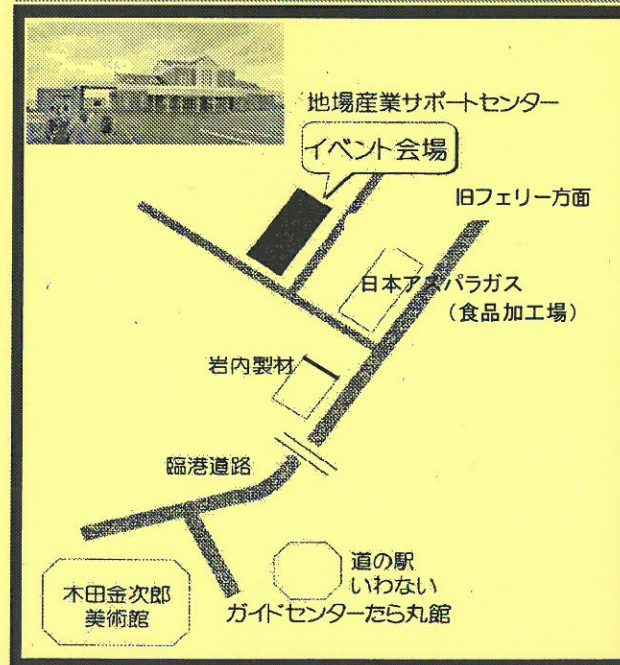 地場産業サポートセンター
イベント会場
旧フェリー方面
日本アスパラガス
(食品加工場)
岩内製材
臨港道路
道の駅
いわない
木田金次郎
美術館
ガイドセンターたら丸館